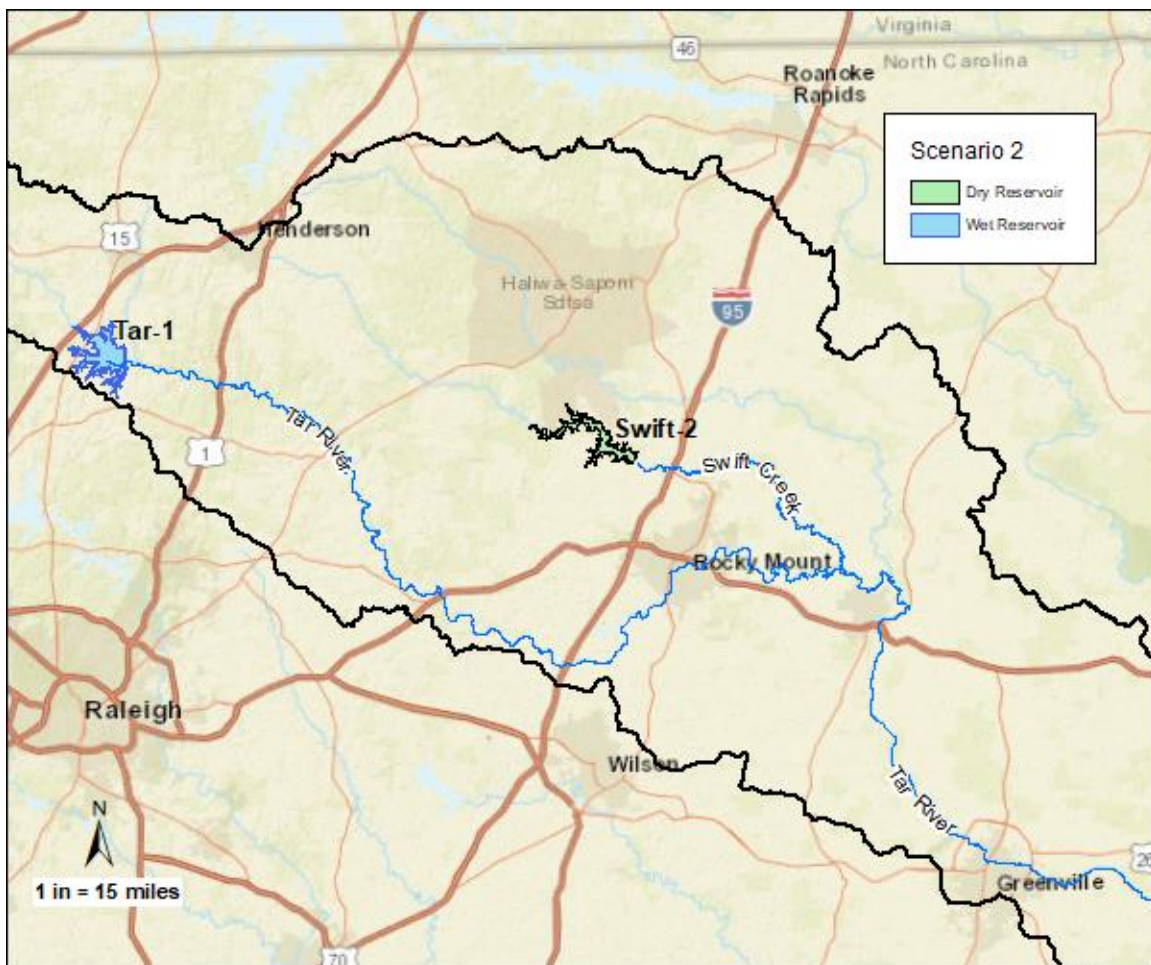 Virginia
46
North Carolina
Roanoke
Rapids
Scenario 2
Dry Reservoir
Wet Reservoir
15
Henderson
Haliwa-Saponi
Sdtsa
95
Tar-1
Swift-2
Tar River
1
Swift Creek
Rocky Mount
Raleigh
Wilson
N
Tar River
1 in = 15 miles
Greenville
26
70